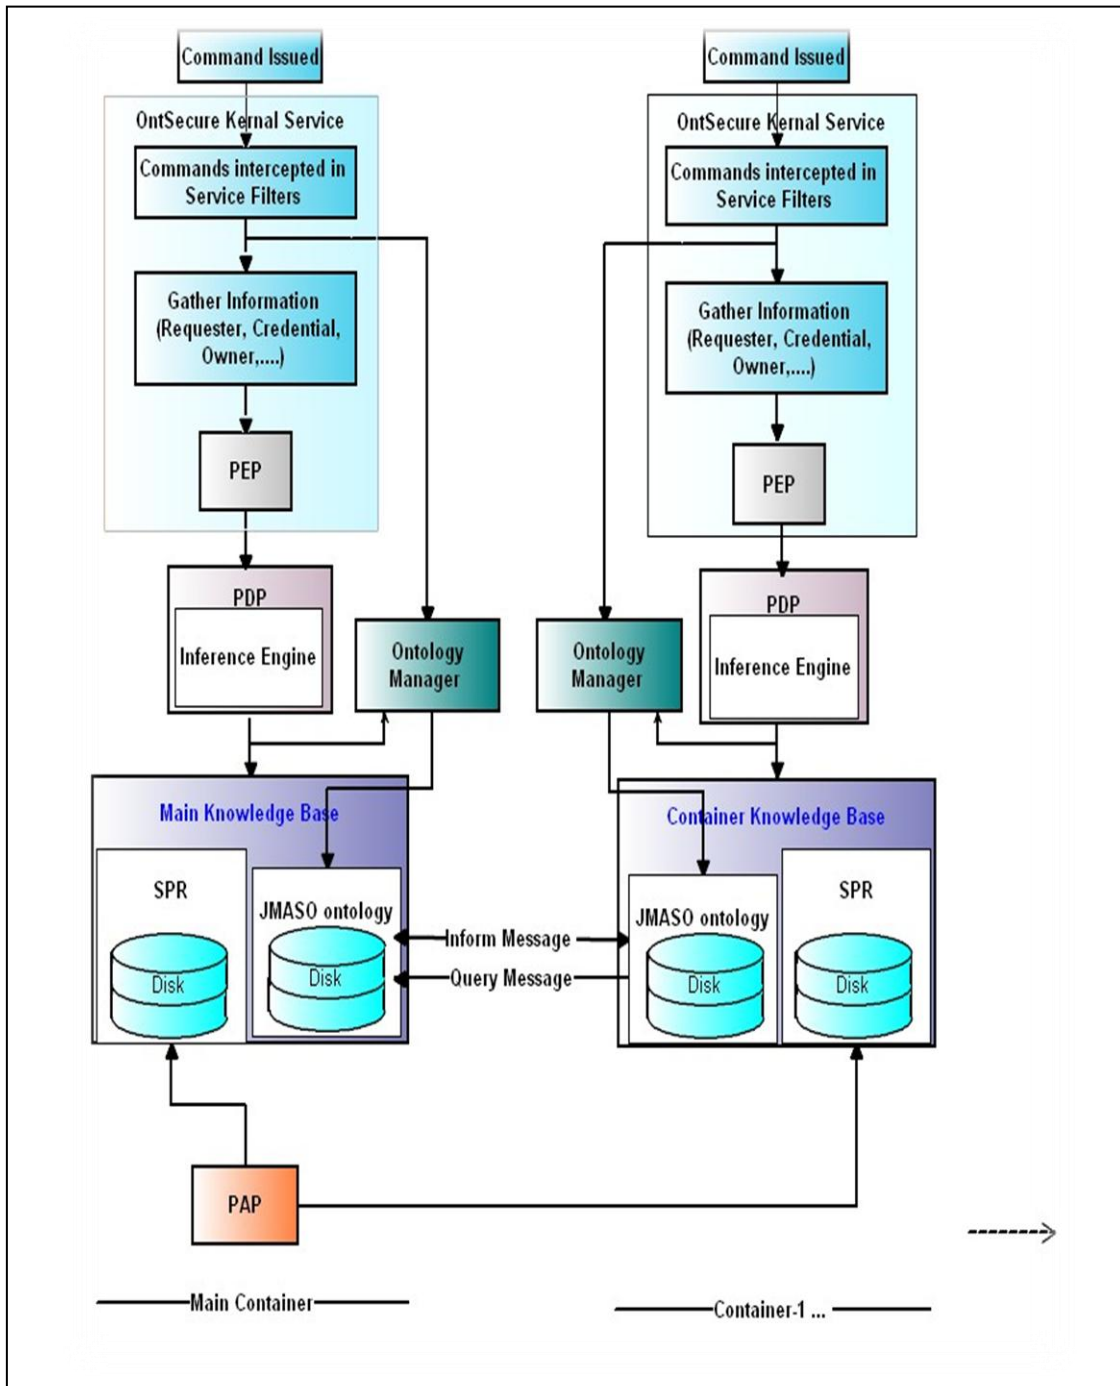 Command Issued
OntSecure Kernal Service
Commands intercepted in
Service Filters
Gather Information
(Requester, Credential,
Owner,....)
PEP
PDP
Inference Engine
Ontology
Manager
Main Knowledge Base
SPR
Disk
JMASO ontology
Disk
Command Issued
OntSecure Kernal Service
Commands intercepted in
Service Filters
Gather Information
(Requester, Credential,
Owner,....)
PEP
PDP
Inference Engine
Ontology
Manager
Container Knowledge Base
JMASO ontology
Disk
SPR
Disk
Inform Message
Query Message
PAP
Main Container
Container-1 ...